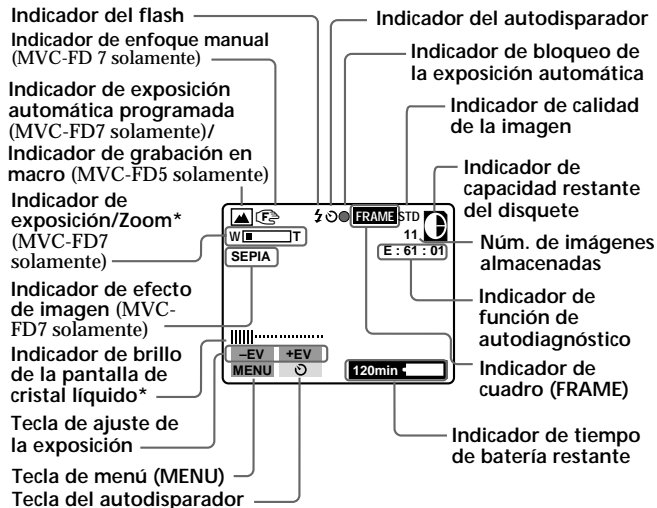 Indicador del flash
Indicador de enfoque manual
(MVC-FD 7 solamente)
Indicador de exposición
automática programada
(MVC-FD7 solamente)/
Indicador de grabación en
macro (MVC-FD5 solamente)
Indicador de
exposición/Zoom*
(MVC-FD7
solamente)
Indicador de efecto
de imagen (MVC-
FD7 solamente)
Indicador de brillo
de la pantalla de
cristal líquido*
Tecla de ajuste de
la exposición
Tecla de menú (MENU)
Tecla del autodisparador
F
FRAME STD
11
W T
E : 61 : 01
SEPIA
–EV +EV
MENU
120min
Indicador del autodisparador
Indicador de bloqueo de
la exposición automática
Indicador de calidad
de la imagen
Indicador de
capacidad restante
del disquete
Núm. de imágenes
almacenadas
Indicador de
función de
autodiagnóstico
Indicador de
cuadro (FRAME)
Indicador de tiempo
de batería restante